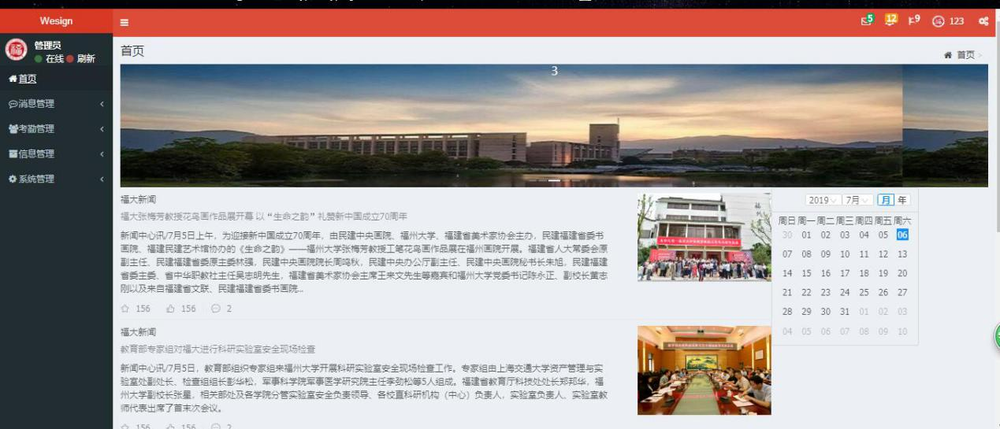 Wesign
5
12
9
123
管理员
在线 刷新
首页
消息管理
考勤管理
信息管理
系统管理
首页
首页 >
3
福大新闻
福大张梅芳教授花鸟画作品展开幕 以“生命之韵”礼赞新中国成立70周年
新闻中心讯/7月5日上午，为迎接新中国成立70周年，由民建中央画院、福州大学、福建省美术家协会主办，民建福建省委书
画院、福建民建艺术馆协办的《生命之韵》——福州大学张梅芳教授工笔花鸟画作品展在福州画院开展。福建省人大常委会原
副主任、民建福建省委原主委林强，民建中央画院院长周鸣秋，民建中央办公厅副主任、民建中央画院秘书长朱旭，民建福建
省委主委、省中华职教社主任吴志明先生，福建省美术家协会主席王来文先生等嘉宾和福州大学党委书记陈永正、副校长黄志
刚以及来自福建省文联、民建福建省委书画院...
156 156 2
福大新闻
教育部专家组对福大进行科研实验室安全现场检查
新闻中心讯/7月5日，教育部组织专家组来福州大学开展科研实验室安全现场检查工作。专家组由上海交通大学资产管理与实
验室处副处长、检查组组长彭华松，军事科学院军事医学研究院主任李劲松等5人组成。福建省教育厅科技处处长郑邦华，福
州大学副校长张星，相关部处及各学院分管实验室安全负责领导、各校直科研机构（中心）负责人，实验室负责人、实验室教
师代表出席了首末次会议。
156 156 2
2019 7月 月 年
周日 周一 周二 周三 周四 周五 周六
30 01 02 03 04 05 06
07 08 09 10 11 12 13
14 15 16 17 18 19 20
21 22 23 24 25 26 27
28 29 30 31 01 02 03
04 05 06 07 08 09 10